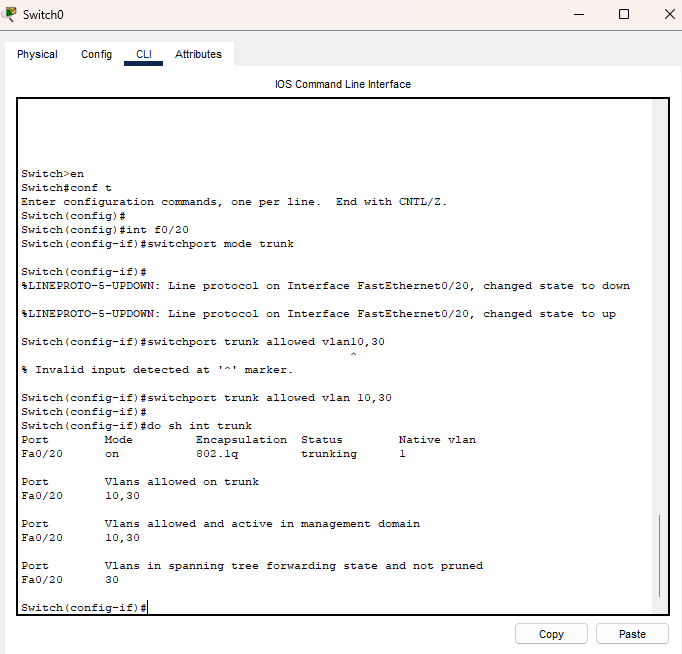 Switch0
Physical Config CLI Attributes
IOS Command Line Interface
Switch>en
Switch#conf t
Enter configuration commands, one per line.  End with CNTL/Z.
Switch(config)#
Switch(config)#int f0/20
Switch(config-if)#switchport mode trunk
Switch(config-if)#
%LINEPROTO-5-UPDOWN: Line protocol on Interface FastEthernet0/20, changed state to down
%LINEPROTO-5-UPDOWN: Line protocol on Interface FastEthernet0/20, changed state to up
Switch(config-if)#switchport trunk allowed vlan10,30
^
% Invalid input detected at '^' marker.
Switch(config-if)#switchport trunk allowed vlan 10,30
Switch(config-if)#
Switch(config-if)#do sh int trunk
Port        Mode         Encapsulation  Status        Native vlan
Fa0/20      on           802.1q         trunking      1
Port        Vlans allowed on trunk
Fa0/20      10,30
Port        Vlans allowed and active in management domain
Fa0/20      10,30
Port        Vlans in spanning tree forwarding state and not pruned
Fa0/20      30
Switch(config-if)#
Copy Paste